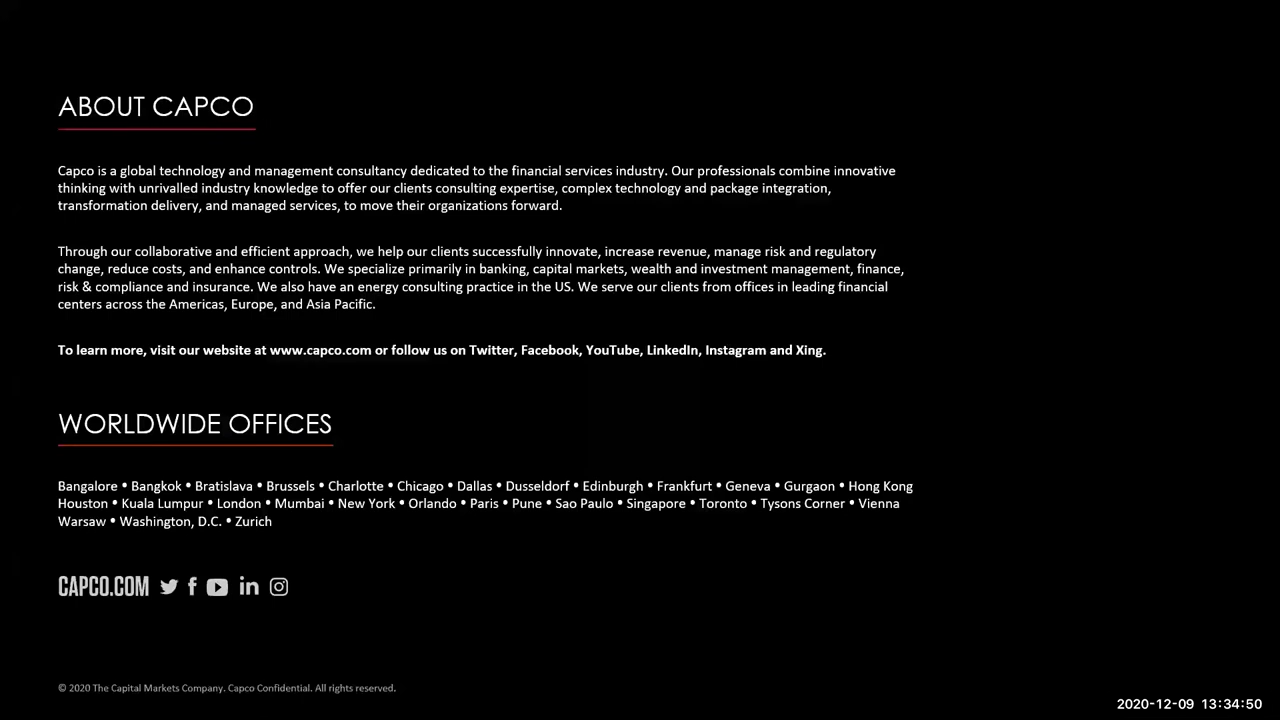 ABOUT CAPCO
Capco is a global technology and management consultancy dedicated to the financial services industry. Our professionals combine innovative
thinking with unrivalled industry knowledge to offer our clients consulting expertise, complex technology and package integration,
transformation delivery, and managed services, to move their organizations forward.
Through our collaborative and efficient approach, we help our clients successfully innovate, increase revenue, manage risk and regulatory
change, reduce costs, and enhance controls. We specialize primarily in banking, capital markets, wealth and investment management, finance,
risk & compliance and insurance. We also have an energy consulting practice in the US. We serve our clients from offices in leading financial
centers across the Americas, Europe, and Asia Pacific.
To learn more, visit our website at www.capco.com or follow us on Twitter, Facebook, YouTube, LinkedIn, Instagram and Xing.
WORLDWIDE OFFICES
Bangalore • Bangkok • Bratislava • Brussels • Charlotte • Chicago • Dallas • Dusseldorf • Edinburgh • Frankfurt • Geneva • Gurgaon • Hong Kong
Houston • Kuala Lumpur • London • Mumbai • New York • Orlando • Paris • Pune • Sao Paulo • Singapore • Toronto • Tysons Corner • Vienna
Warsaw • Washington, D.C. • Zurich
CAPCO.COM
© 2020 The Capital Markets Company. Capco Confidential. All rights reserved.
2020-12-09 13:34:50